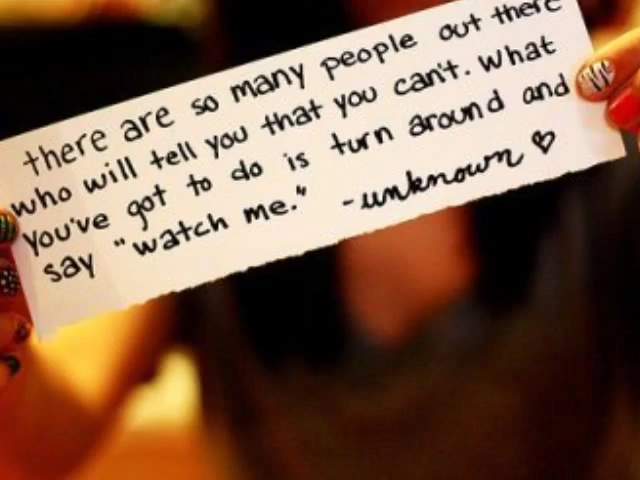 there are so many people out there
who will tell you that you can't. what
you've got to do is turn around and
say "watch me." -unknown ♡